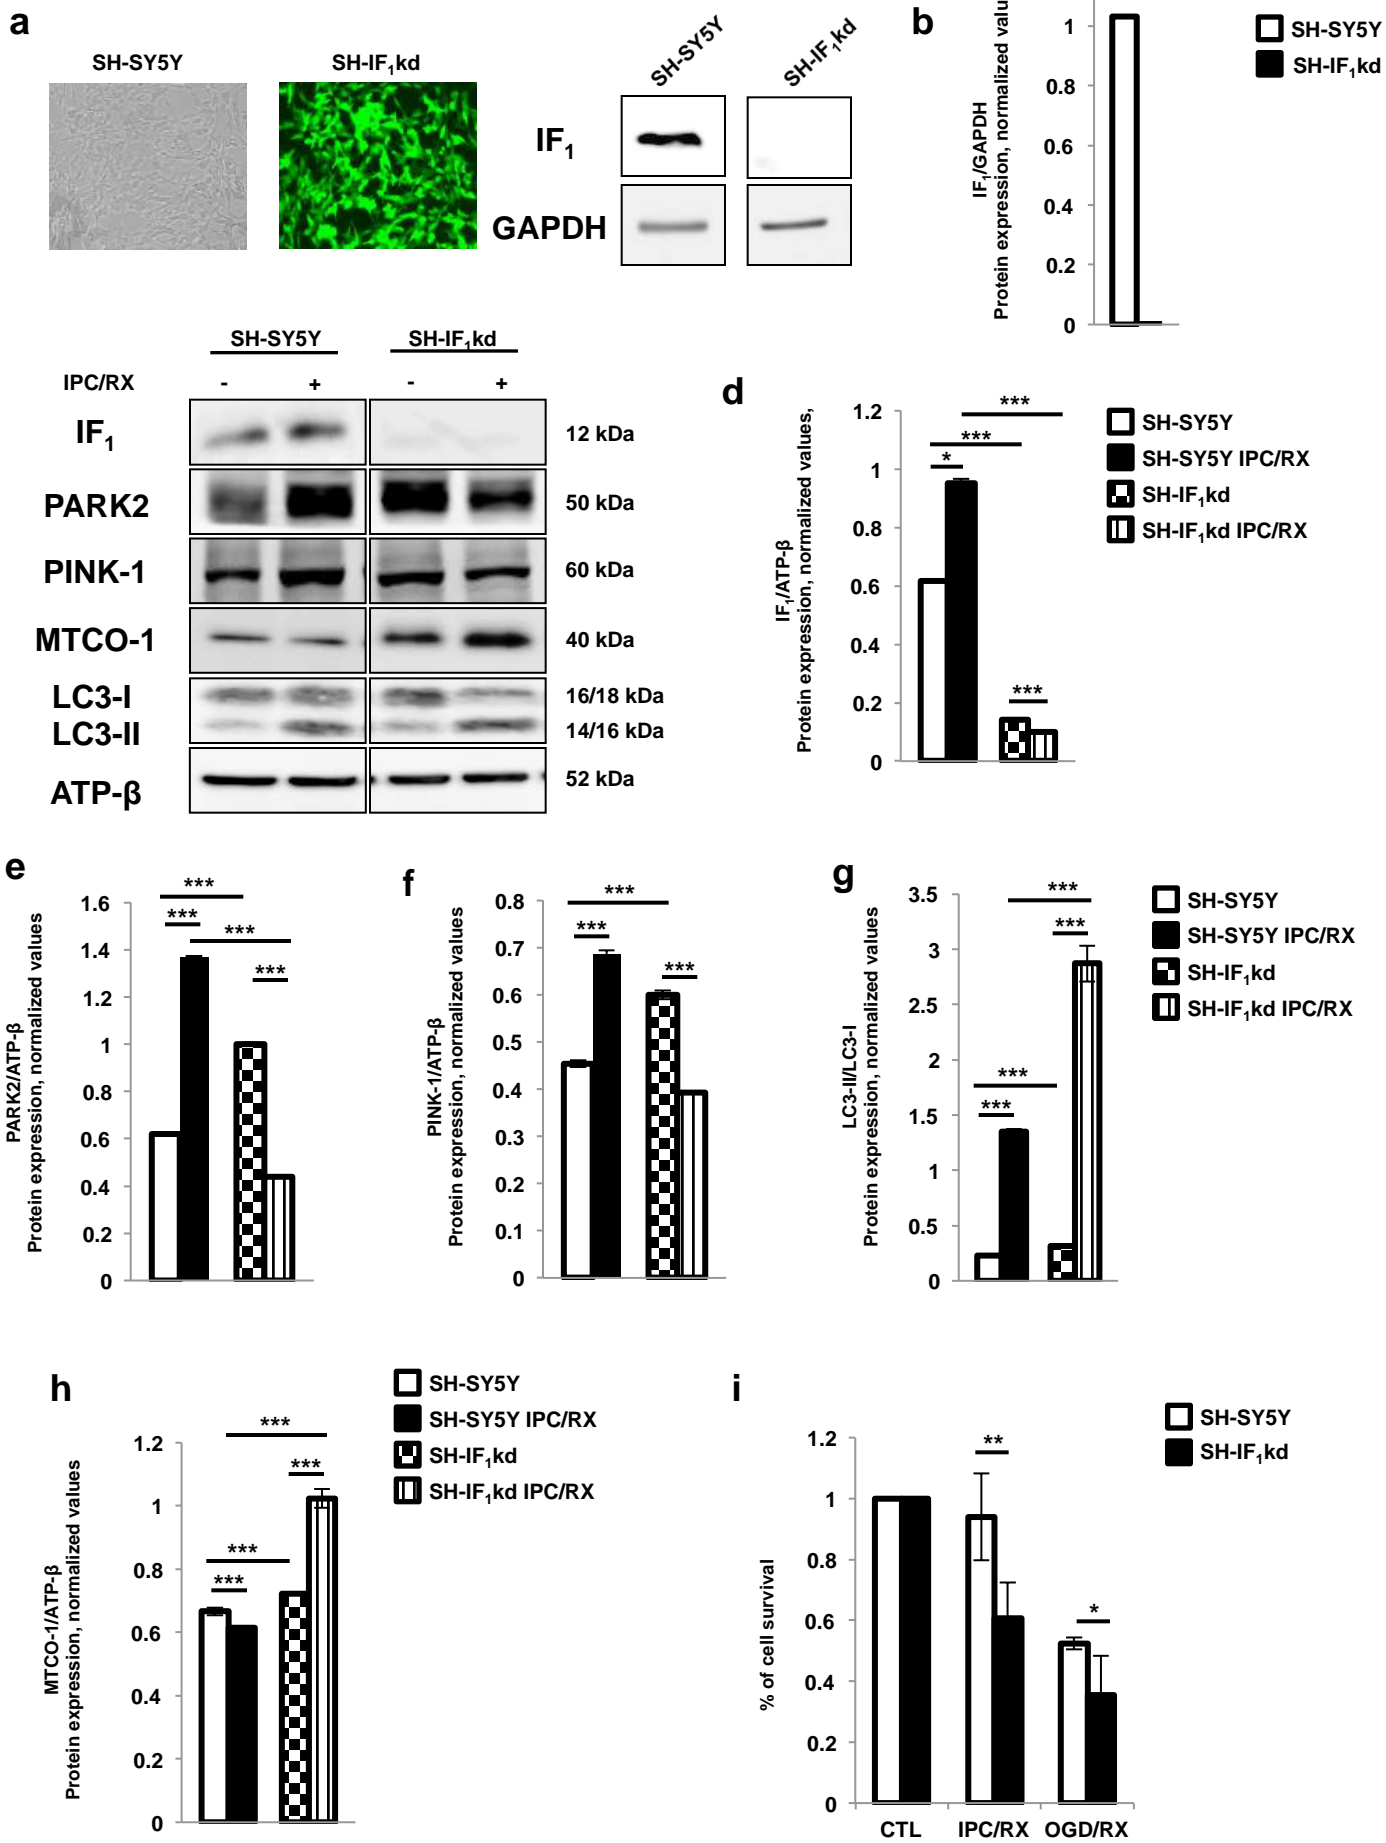 a
SH-SY5Y
SH-IF₁kd
SH-SY5Y
SH-IF₁kd
IF₁
GAPDH
b
IF₁/GAPDH
Protein expression, normalized valu
1
0.8
0.6
0.4
0.2
0
SH-SY5Y
SH-IF₁kd
SH-SY5Y
SH-IF₁kd
IPC/RX
-
+
-
+
IF₁
12 kDa
PARK2
50 kDa
PINK-1
60 kDa
MTCO-1
40 kDa
LC3-I
16/18 kDa
LC3-II
14/16 kDa
ATP-β
52 kDa
d
IF₁/ATP-β
Protein expression, normalized values,
1.2
1
0.8
0.6
0.4
0.2
0
***
***
*
***
SH-SY5Y
SH-SY5Y IPC/RX
SH-IF₁kd
SH-IF₁kd IPC/RX
e
PARK2/ATP-β
Protein expression, normalized values
1.6
1.4
1.2
1
0.8
0.6
0.4
0.2
0
***
***
***
***
f
PINK-1/ATP-β
Protein expression, normalized values
0.8
0.7
0.6
0.5
0.4
0.3
0.2
0.1
0
***
***
***
g
LC3-II/LC3-I
Protein expression, normalized values
3.5
3
2.5
2
1.5
1
0.5
0
***
***
***
***
SH-SY5Y
SH-SY5Y IPC/RX
SH-IF₁kd
SH-IF₁kd IPC/RX
h
MTCO-1/ATP-β
Protein expression, normalized values
1.2
1
0.8
0.6
0.4
0.2
0
***
***
***
***
SH-SY5Y
SH-SY5Y IPC/RX
SH-IF₁kd
SH-IF₁kd IPC/RX
i
% of cell survival
1.2
1
0.8
0.6
0.4
0.2
0
**
*
CTL
IPC/RX
OGD/RX
SH-SY5Y
SH-IF₁kd